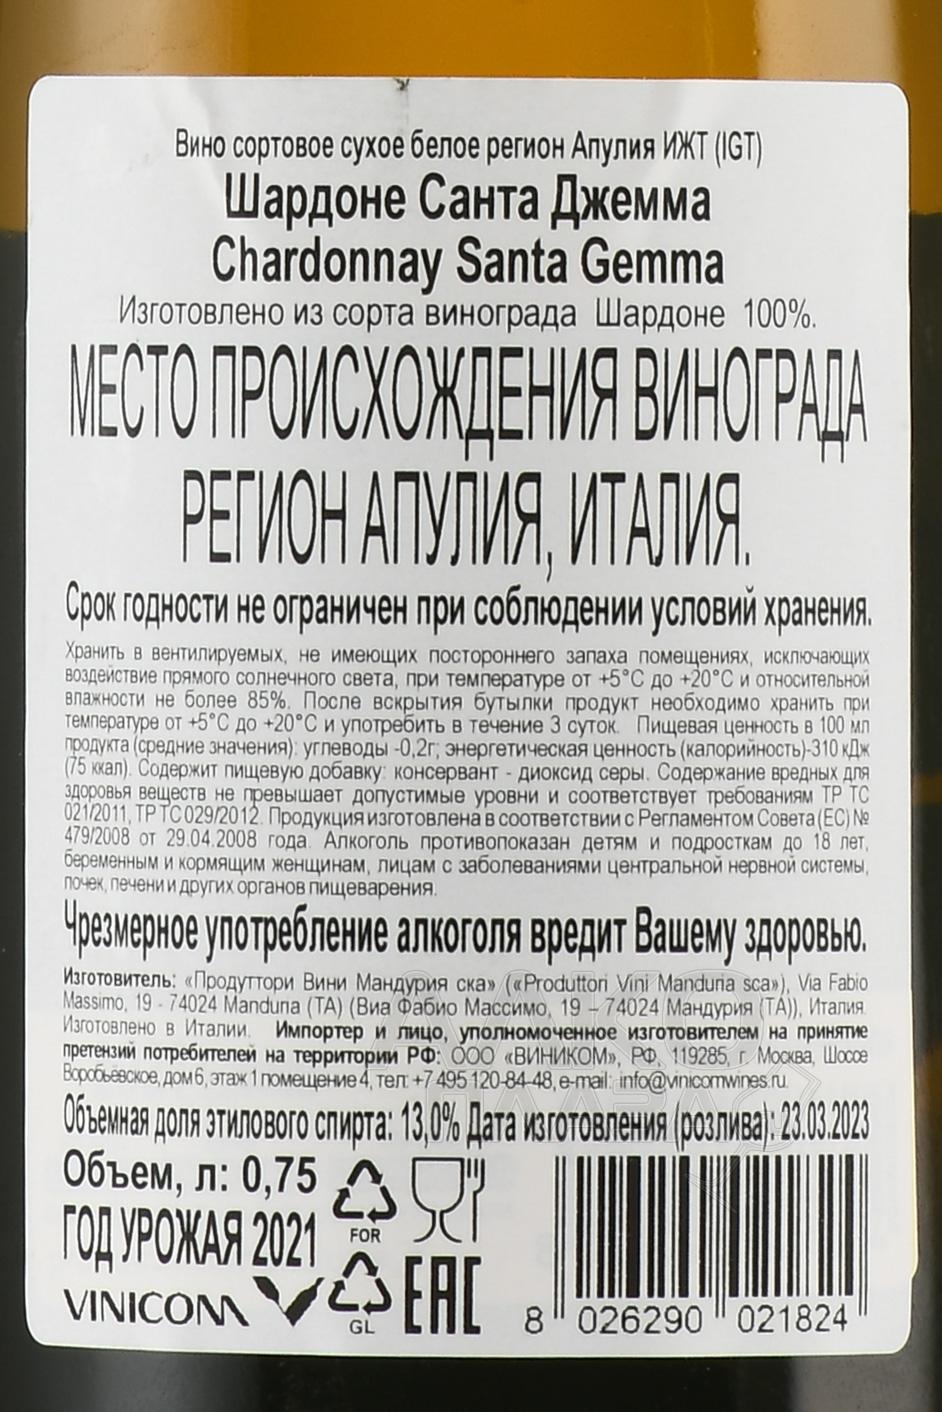 Вино сортовое сухое белое регион Апулия ИЖТ (IGT)
Шардоне Санта Джемма
Chardonnay Santa Gemma
Изготовлено из сорта винограда Шардоне 100%.
МЕСТО ПРОИСХОЖДЕНИЯ ВИНОГРАДА
РЕГИОН АПУЛИЯ, ИТАЛИЯ.
Срок годности не ограничен при соблюдении условий хранения.
Хранить в вентилируемых, не имеющих постороннего запаха помещениях, исключающих
воздействие прямого солнечного света, при температуре от +5°C до +20°C и относительной
влажности не более 85%. После вскрытия бутылки продукт необходимо хранить при
температуре от +5°C до +20°C и употребить в течение 3 суток. Пищевая ценность в 100 мл
продукта (средние значения): углеводы -0,2г; энергетическая ценность (калорийность)-310 кДж
(75 ккал). Содержит пищевую добавку: консервант - диоксид серы. Содержание вредных для
здоровья веществ не превышает допустимые уровни и соответствует требованиям ТР ТС
021/2011, ТР ТС 029/2012. Продукция изготовлена в соответствии с Регламентом Совета (ЕС) №
479/2008 от 29.04.2008 года. Алкоголь противопоказан детям и подросткам до 18 лет,
беременным и кормящим женщинам, лицам с заболеваниями центральной нервной системы,
почек, печени и других органов пищеварения.
Чрезмерное употребление алкоголя вредит Вашему здоровью.
Изготовитель: «Продуттори Вини Мандурия ска» («Produttori Vini Manduria sca»), Via Fabio
Massimo, 19 - 74024 Manduria (TA) (Виа Фабио Массимо, 19 – 74024 Мандурия (ТА)), Италия.
Изготовлено в Италии. Импортер и лицо, уполномоченное изготовителем на принятие
претензий потребителей на территории РФ: ООО «ВИНИКОМ», РФ, 119285, г. Москва, Шоссе
Воробьёвское, дом 6, этаж 1 помещение 4, тел: +7 495 120-84-48, e-mail: info@vinicomwines.ru.
Объемная доля этилового спирта: 13,0% Дата изготовления (розлива): 23.03.2023
Объем, л: 0,75
FOR
ГОД УРОЖАЯ 2021
VINICOM
GL
EAC
8 026290 021824